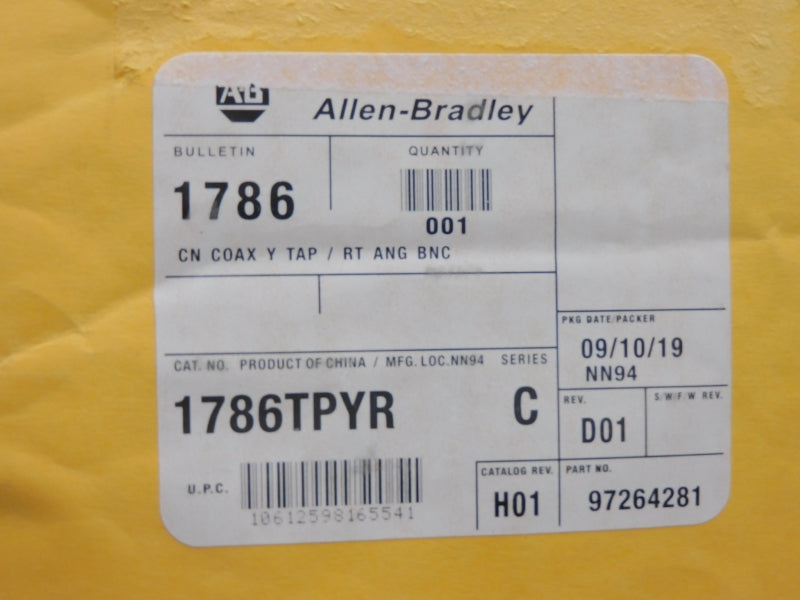 AB Allen-Bradley
BULLETIN
QUANTITY
1786
001
CN COAX Y TAP / RT ANG BNC
PKG DATE/PACKER
09/10/19
NN94
CAT. NO. PRODUCT OF CHINA / MFG. LOC.NN94 SERIES
1786TPYR C
REV. S.W/F.W REV.
D01
U.P.C.
10612598165541
CATALOG REV. PART NO.
H01 97264281